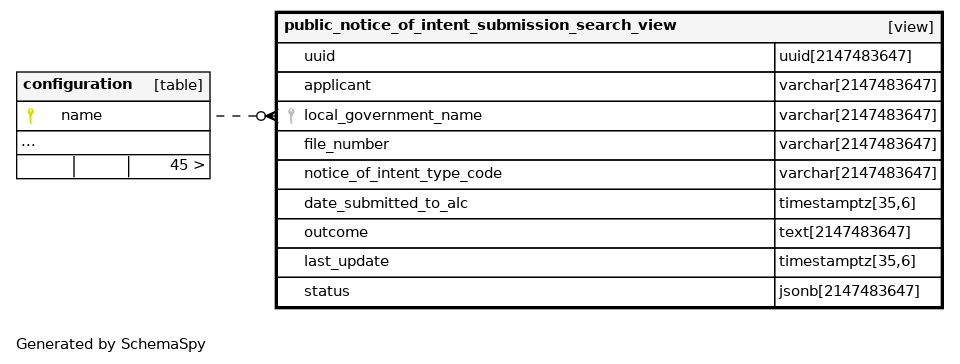 configuration [table]
name
...
45 >
public_notice_of_intent_submission_search_view [view]
uuid uuid[2147483647]
applicant varchar[2147483647]
local_government_name varchar[2147483647]
file_number varchar[2147483647]
notice_of_intent_type_code varchar[2147483647]
date_submitted_to_alc timestamptz[35,6]
outcome text[2147483647]
last_update timestamptz[35,6]
status jsonb[2147483647]
Generated by SchemaSpy